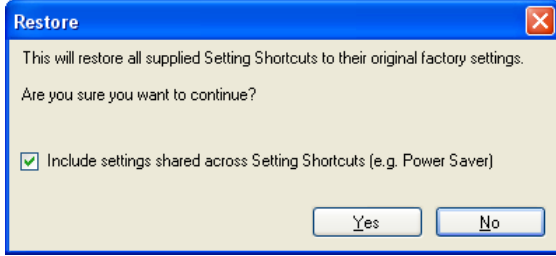 Restore
This will restore all supplied Setting Shortcuts to their original factory settings.
Are you sure you want to continue?
Include settings shared across Setting Shortcuts (e.g. Power Saver)
Yes No